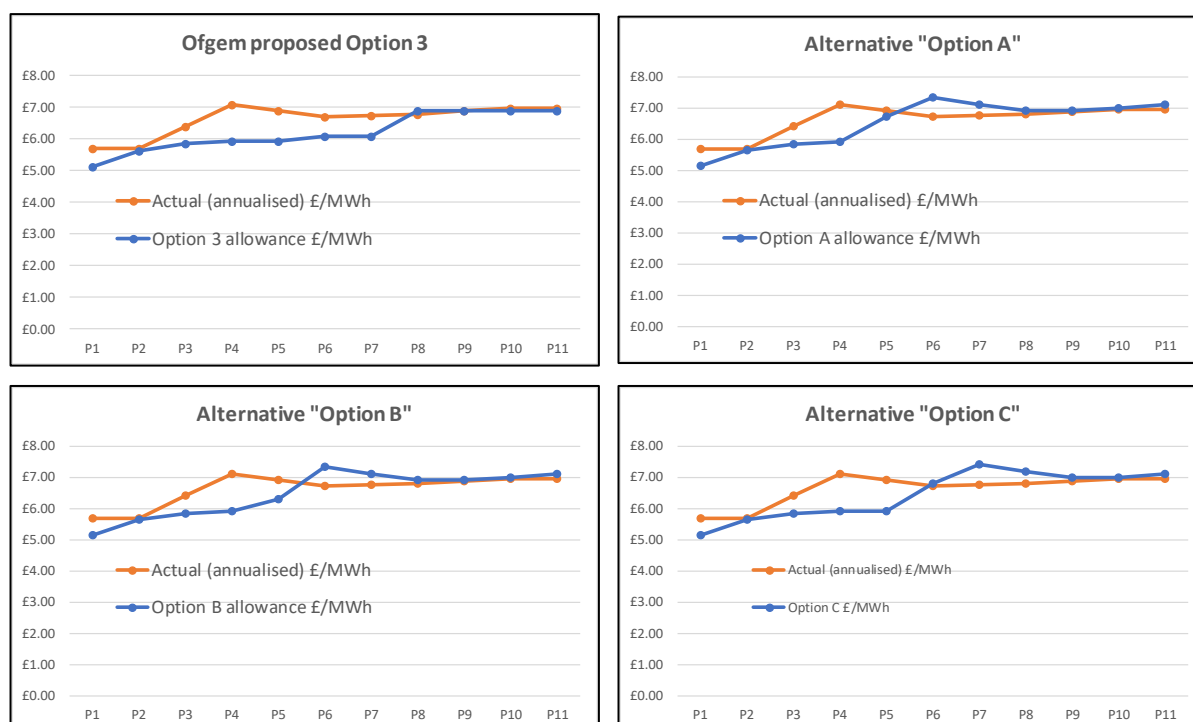 Ofgem proposed Option 3
£8.00
£7.00
£6.00
£5.00
£4.00
£3.00
£2.00
£1.00
£0.00
Actual (annualised) £/MWh
Option 3 allowance £/MWh
P1 P2 P3 P4 P5 P6 P7 P8 P9 P10 P11
Alternative "Option A"
£8.00
£7.00
£6.00
£5.00
£4.00
£3.00
£2.00
£1.00
£0.00
Actual (annualised) £/MWh
Option A allowance £/MWh
P1 P2 P3 P4 P5 P6 P7 P8 P9 P10 P11
Alternative "Option B"
£8.00
£7.00
£6.00
£5.00
£4.00
£3.00
£2.00
£1.00
£0.00
Actual (annualised) £/MWh
Option B allowance £/MWh
P1 P2 P3 P4 P5 P6 P7 P8 P9 P10 P11
Alternative "Option C"
£8.00
£7.00
£6.00
£5.00
£4.00
£3.00
£2.00
£1.00
£0.00
Actual (annualised) £/MWh
Option C £/MWh
P1 P2 P3 P4 P5 P6 P7 P8 P9 P10 P11